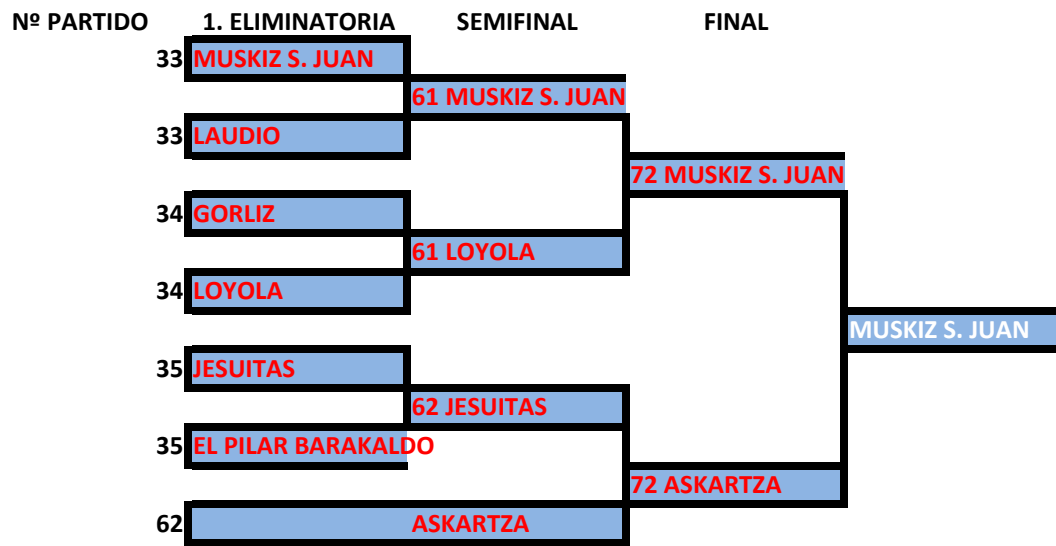 Nº PARTIDO 1. ELIMINATORIA SEMIFINAL FINAL
33 MUSKIZ S. JUAN
61 MUSKIZ S. JUAN
33 LAUDIO
72 MUSKIZ S. JUAN
34 GORLIZ
61 LOYOLA
34 LOYOLA
MUSKIZ S. JUAN
35 JESUITAS
62 JESUITAS
35 EL PILAR BARAKALDO
72 ASKARTZA
62 ASKARTZA